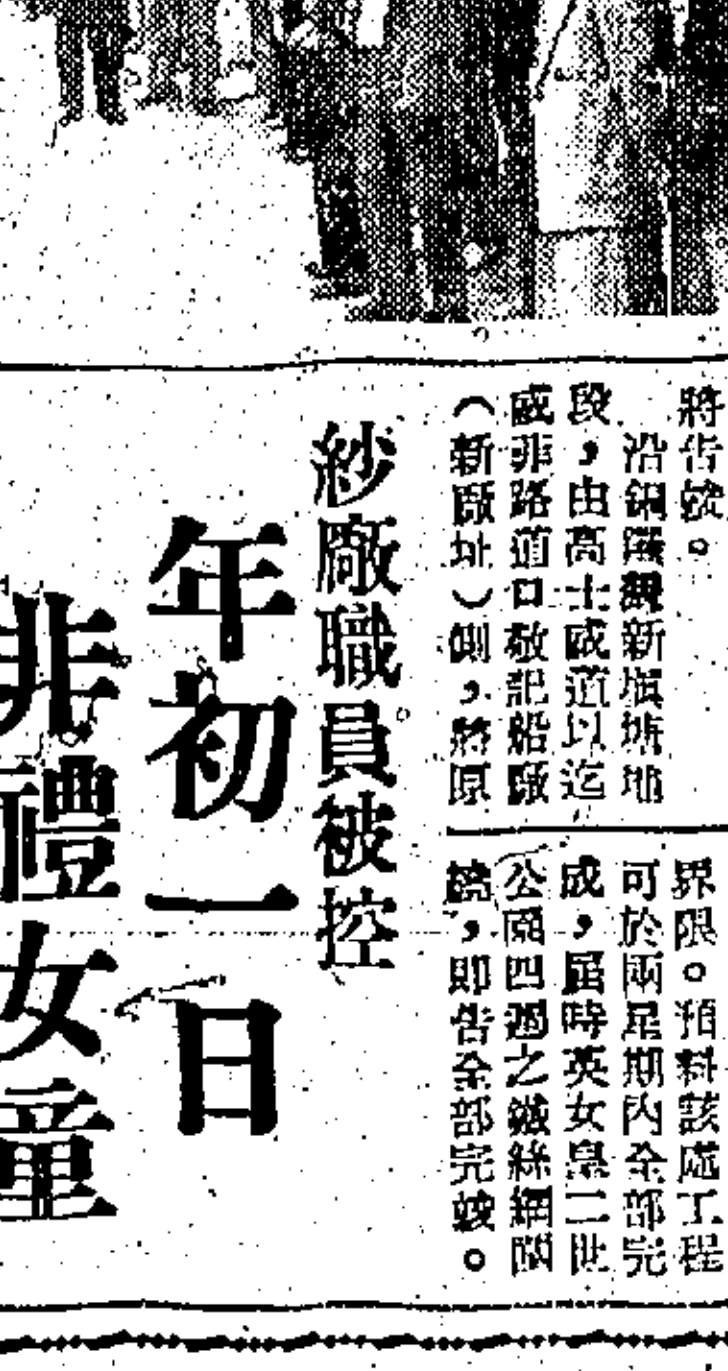 將告竣。
沿銅鑼灣新填塘地
段，由高士威道以迄
威非路道口敬記船廠
（新廠址）側，將原
界限。預料該處工程
可於兩星期內全部完
成，屆時英女皇二世
公園四週之鐵絲網開
繞，即告全部完竣。
紗廠職員被控
年初一日
非禮女童